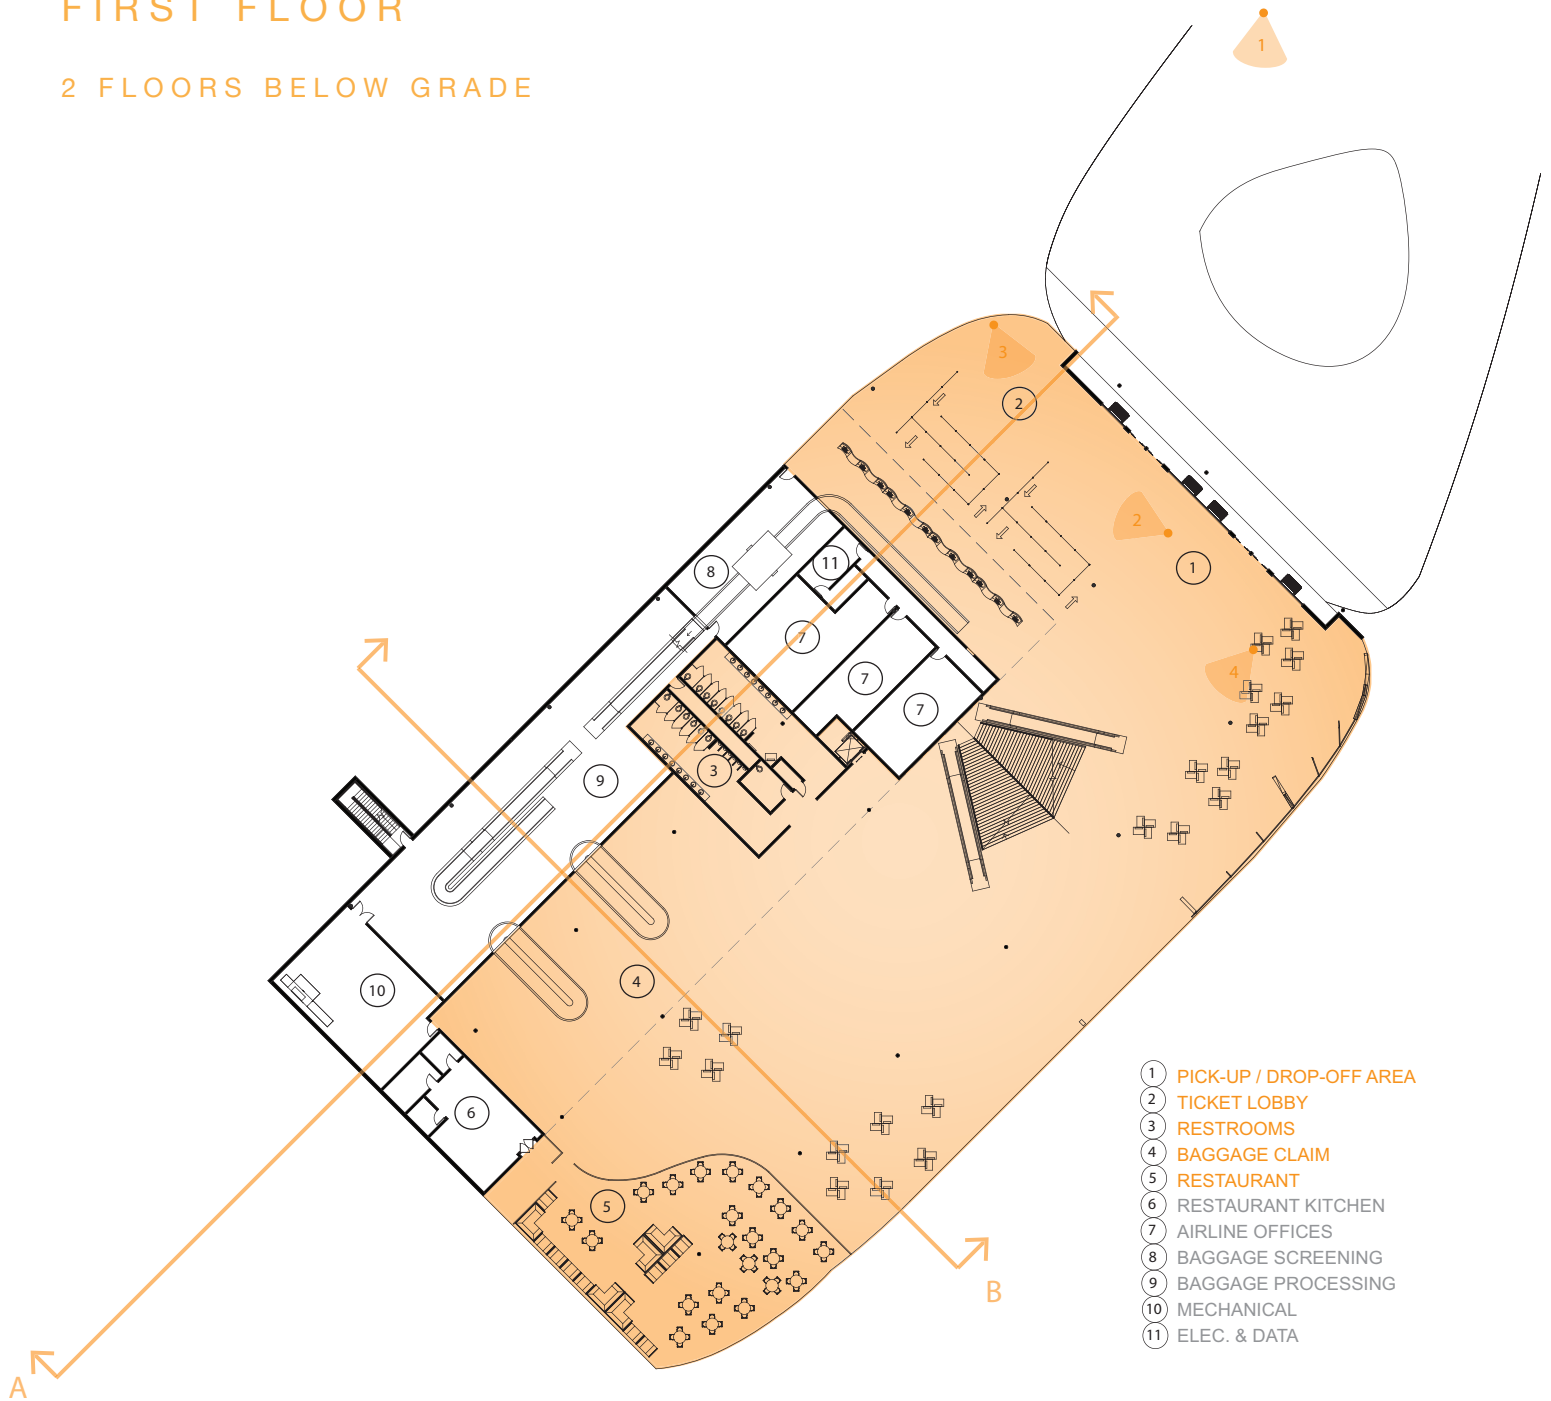 FIRST FLOOR
2 FLOORS BELOW GRADE
1
3
2
2
1
11
8
7
7
4
7
3
9
4
10
6
5
B
A
1 PICK-UP / DROP-OFF AREA
2 TICKET LOBBY
3 RESTROOMS
4 BAGGAGE CLAIM
5 RESTAURANT
6 RESTAURANT KITCHEN
7 AIRLINE OFFICES
8 BAGGAGE SCREENING
9 BAGGAGE PROCESSING
10 MECHANICAL
11 ELEC. & DATA